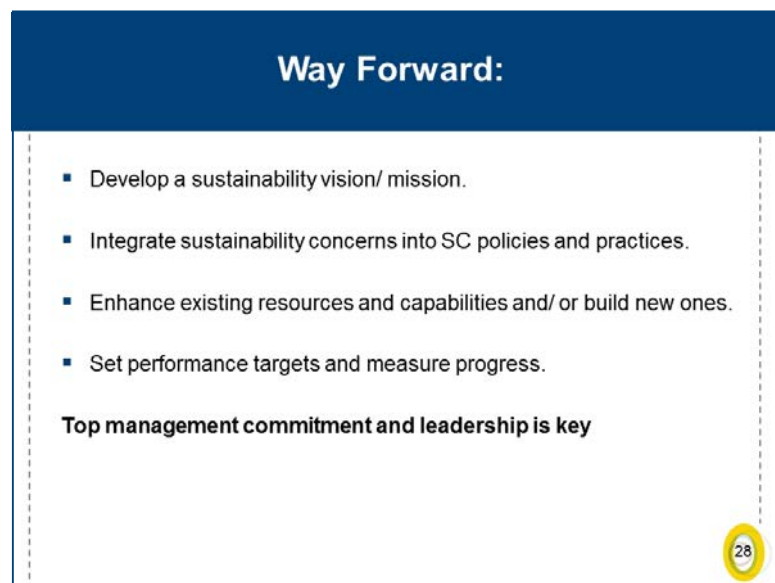 Way Forward:
▪ Develop a sustainability vision/ mission.
▪ Integrate sustainability concerns into SC policies and practices.
▪ Enhance existing resources and capabilities and/ or build new ones.
▪ Set performance targets and measure progress.
Top management commitment and leadership is key
28